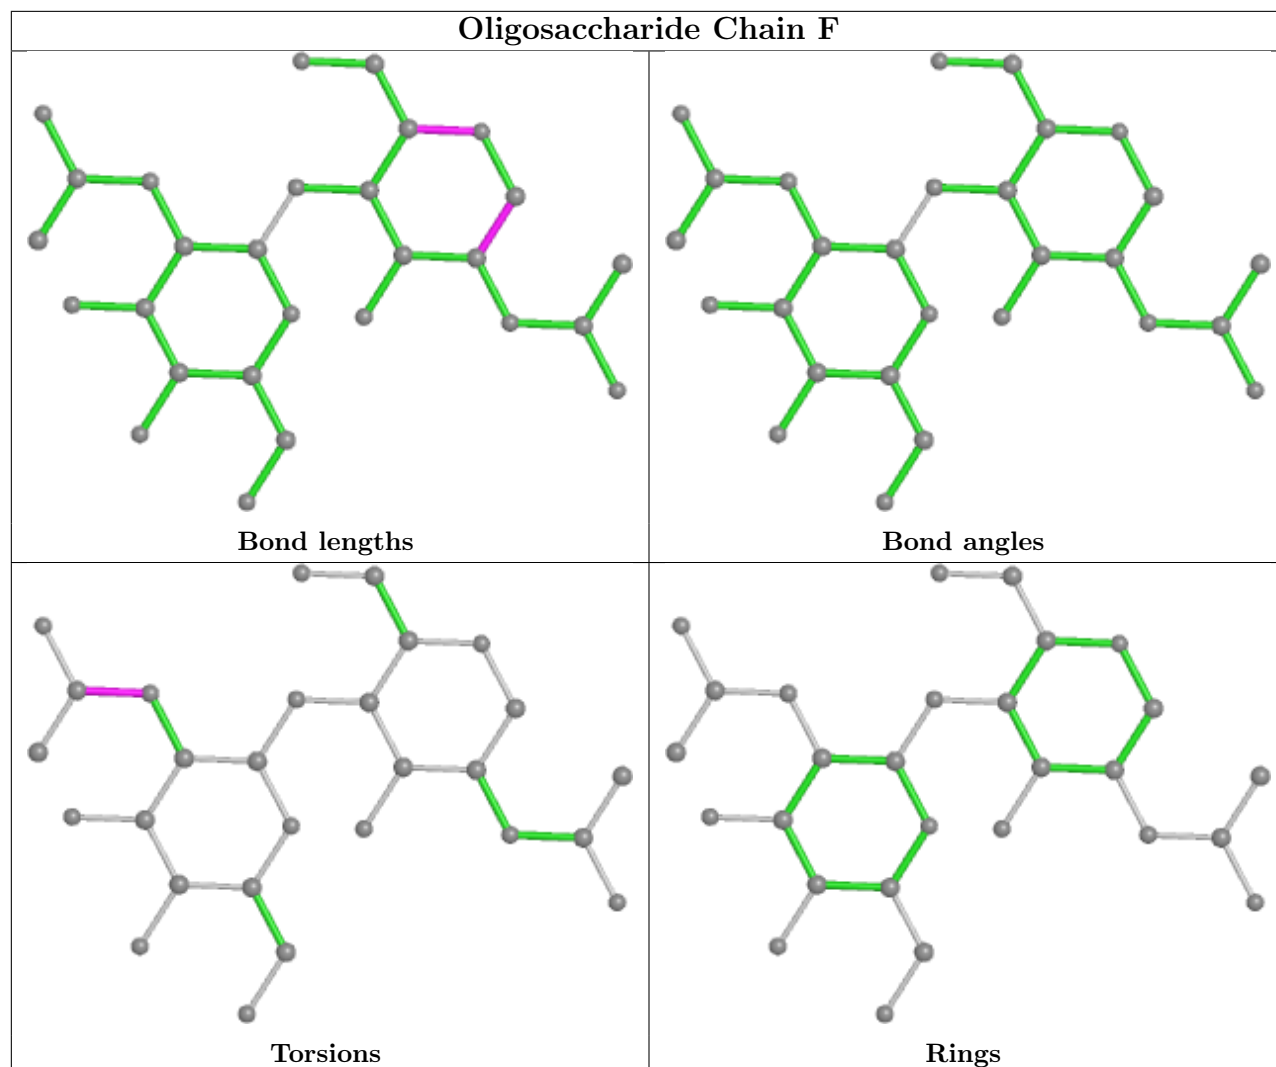 Oligosaccharide Chain F
Bond lengths
Bond angles
Torsions
Rings